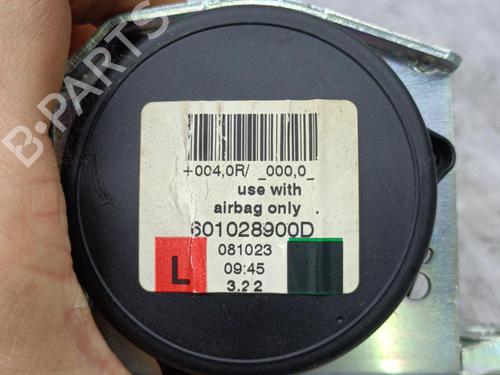 B-PARTS
+004,0R/ _000,0_
use with
airbag only .
601028900D
081023
L
09:45
3.2 2